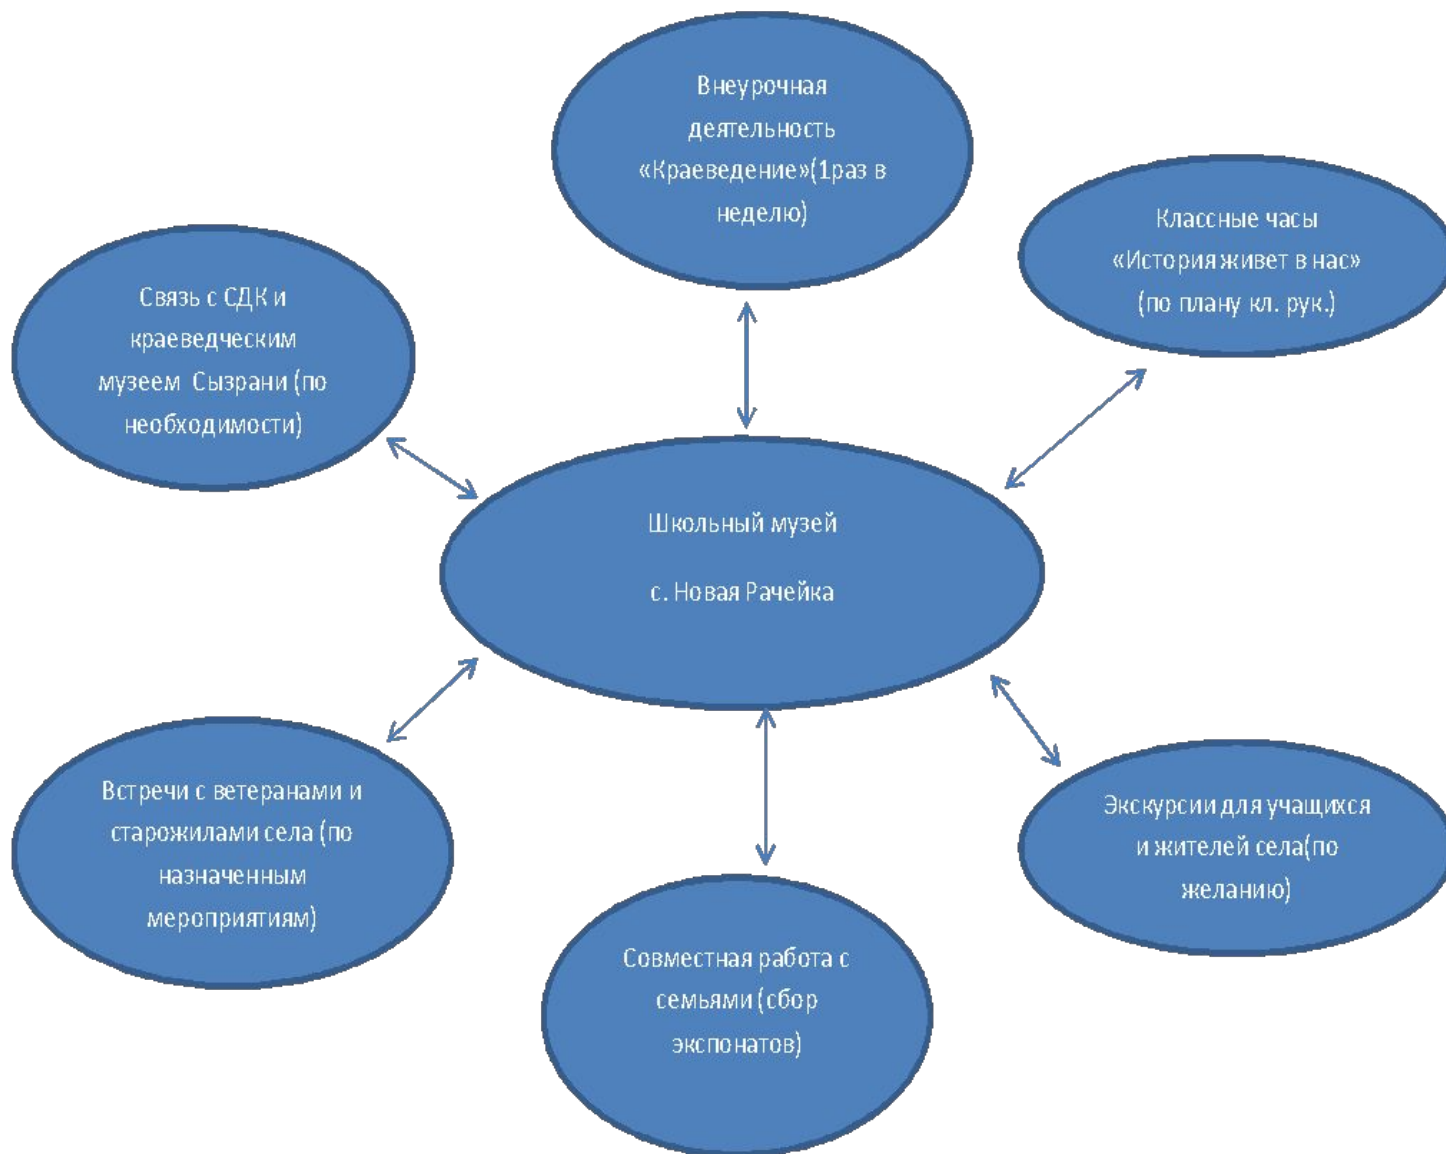 Внеурочная
деятельность
«Краеведение»(1раз в
неделю)
Классные часы
«История живет в нас»
(по плану кл. рук.)
Связь с СДК и
краеведческим
музеем Сызрани (по
необходимости)
Школьный музей
с. Новая Рачейка
Встречи с ветеранами и
старожилами села (по
назначенным
мероприятиям)
Экскурсии для учащихся
и жителей села(по
желанию)
Совместная работа с
семьями (сбор
экспонатов)